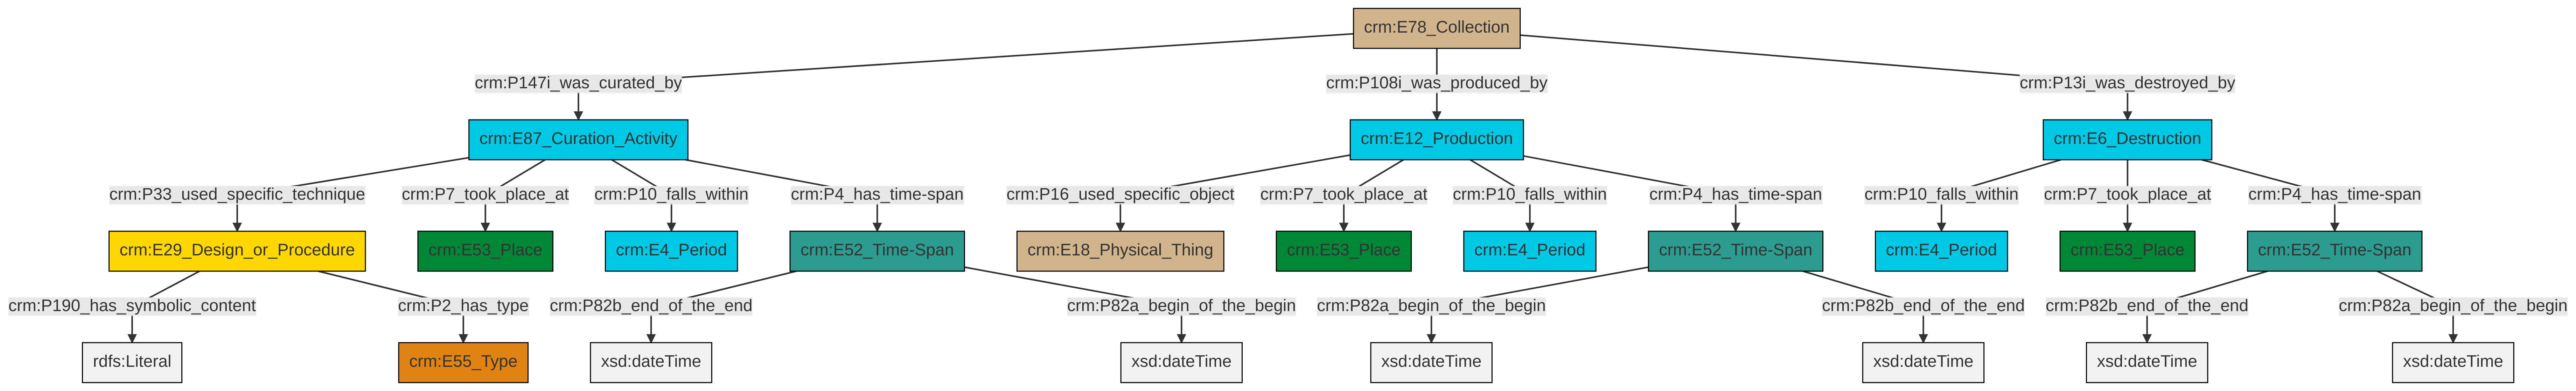 crm:E78_Collection
crm:P147i_was_curated_by
crm:P108i_was_produced_by
crm:P13i_was_destroyed_by
crm:E87_Curation_Activity
crm:E12_Production
crm:E6_Destruction
crm:P33_used_specific_technique
crm:P7_took_place_at
crm:P10_falls_within
crm:P4_has_time-span
crm:P16_used_specific_object
crm:P7_took_place_at
crm:P10_falls_within
crm:P4_has_time-span
crm:P10_falls_within
crm:P7_took_place_at
crm:P4_has_time-span
crm:E29_Design_or_Procedure
crm:E53_Place
crm:E4_Period
crm:E52_Time-Span
crm:E18_Physical_Thing
crm:E53_Place
crm:E4_Period
crm:E52_Time-Span
crm:E4_Period
crm:E53_Place
crm:E52_Time-Span
crm:P190_has_symbolic_content
crm:P2_has_type
crm:P82b_end_of_the_end
crm:P82a_begin_of_the_begin
crm:P82a_begin_of_the_begin
crm:P82b_end_of_the_end
crm:P82b_end_of_the_end
crm:P82a_begin_of_the_begin
rdfs:Literal
crm:E55_Type
xsd:dateTime
xsd:dateTime
xsd:dateTime
xsd:dateTime
xsd:dateTime
xsd:dateTime